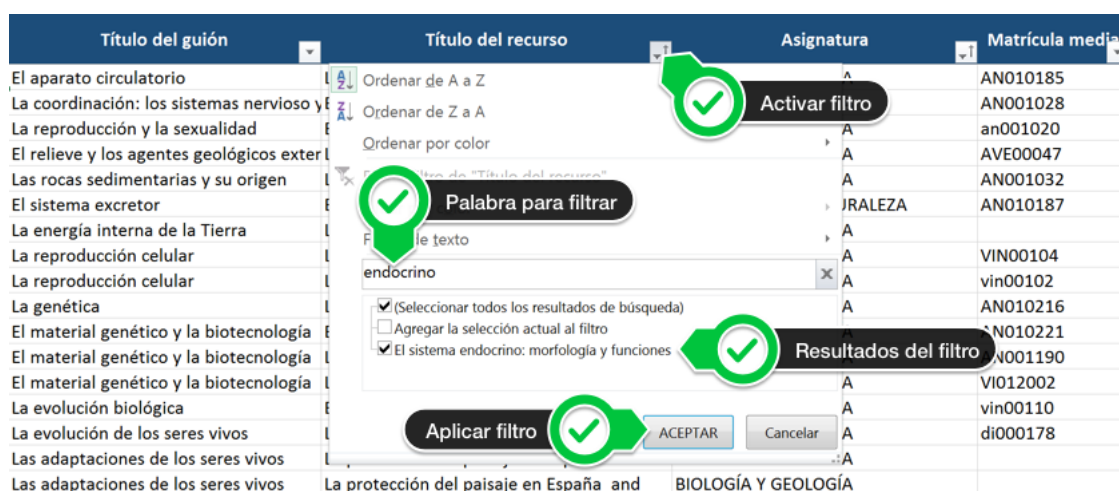 Título del guión Título del recurso Asignatura Matrícula media
El aparato circulatorio L A AN010185
La coordinación: los sistemas nervioso y E A AN001028
La reproducción y la sexualidad E A an001020
El relieve y los agentes geológicos exter L A AVE00047
Las rocas sedimentarias y su origen L A AN001032
El sistema excretor E URALEZA AN010187
La energía interna de la Tierra L A
La reproducción celular L A VIN00104
La reproducción celular L A vin00102
La genética L A AN010216
El material genético y la biotecnología E A AN010221
El material genético y la biotecnología L A AN001190
El material genético y la biotecnología L A VI012002
La evolución biológica E A vin00110
La evolución de los seres vivos L A di000178
Las adaptaciones de los seres vivos L A
Las adaptaciones de los seres vivos La protección del paisaje en España and BIOLOGÍA Y GEOLOGÍA
Ordenar de A a Z
Activar filtro
Ordenar de Z a A
Ordenar por color
"Título del recurso"
Palabra para filtrar
de texto
endocrino
(Seleccionar todos los resultados de búsqueda)
Agregar la selección actual al filtro
El sistema endocrino: morfología y funciones
Resultados del filtro
Aplicar filtro
ACEPTAR Cancelar